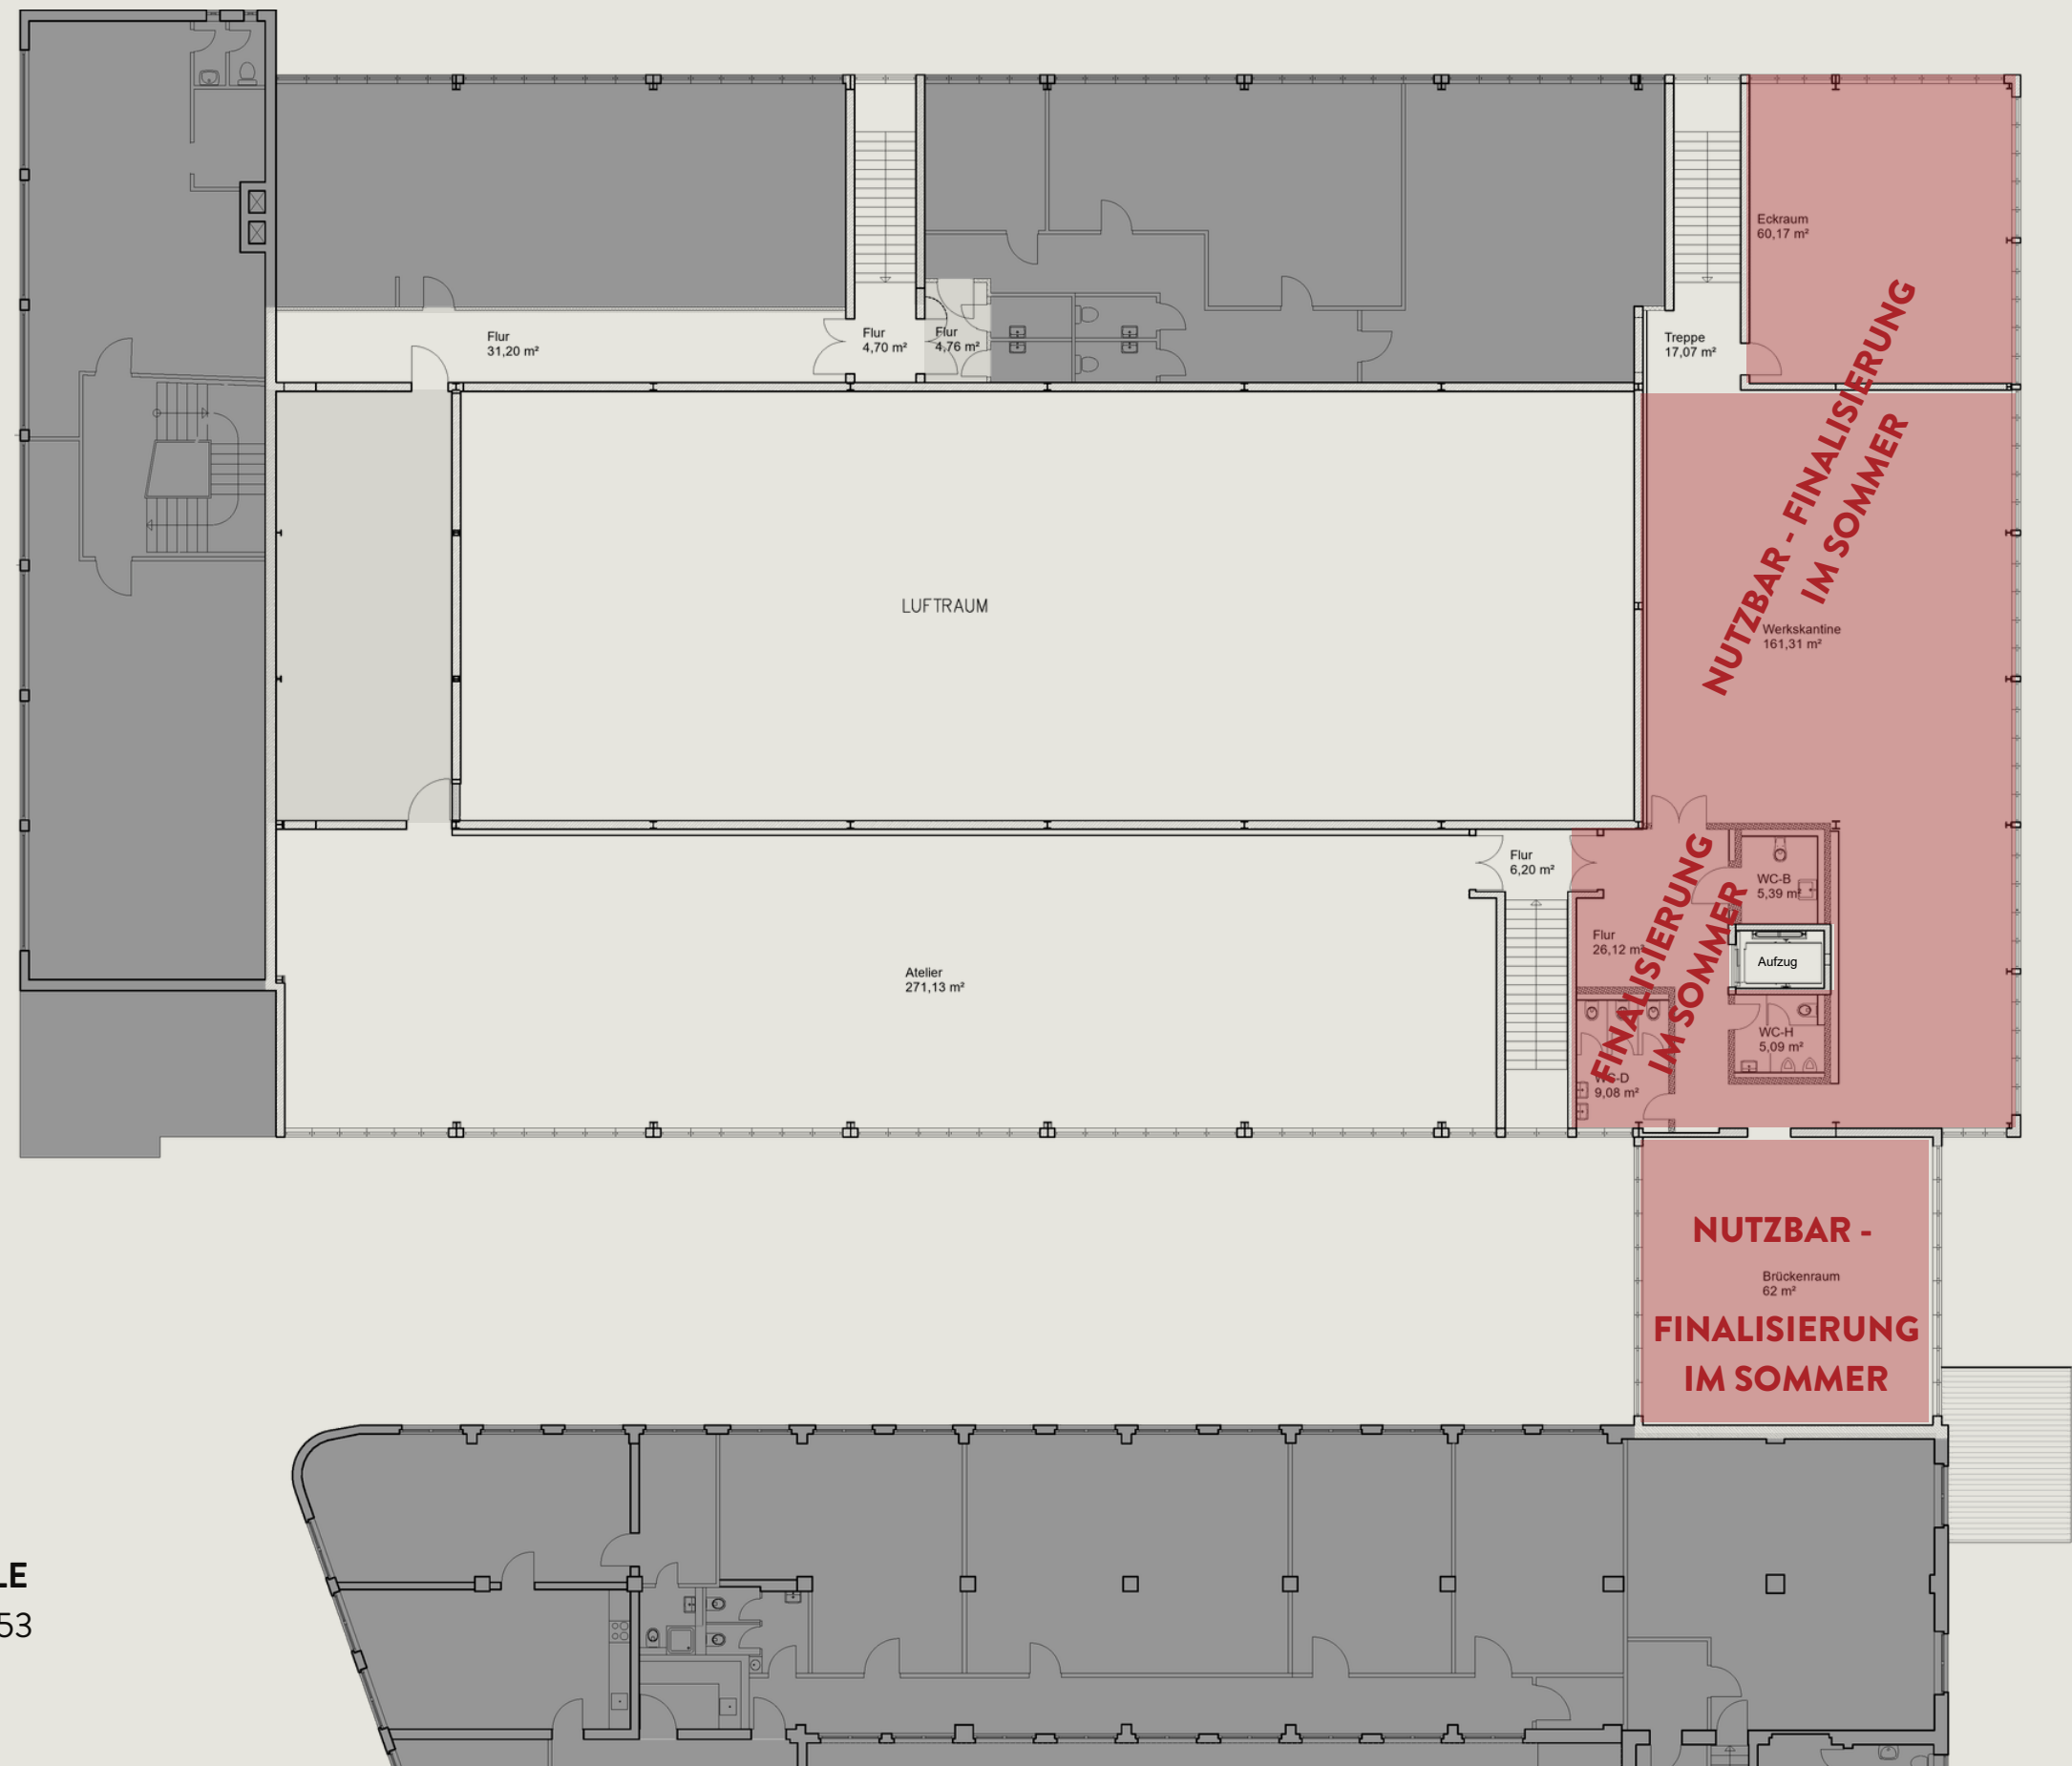 Eckraum
60,17 m²
Flur
31,20 m²
Flur
4,70 m²
Flur
4,76 m²
Treppe
17,07 m²
NUTZBAR - FINALISIERUNG
IM SOMMER
LUFTRAUM
Werkskantine
161,31 m²
Flur
6,20 m²
WC-B
5,39 m²
Flur
26,12 m²
FINALISIERUNG
IM SOMMER
Aufzug
Atelier
271,13 m²
WC-H
5,09 m²
WC-D
9,08 m²
NUTZBAR -
Brückenraum
62 m²
FINALISIERUNG
IM SOMMER
LE
53